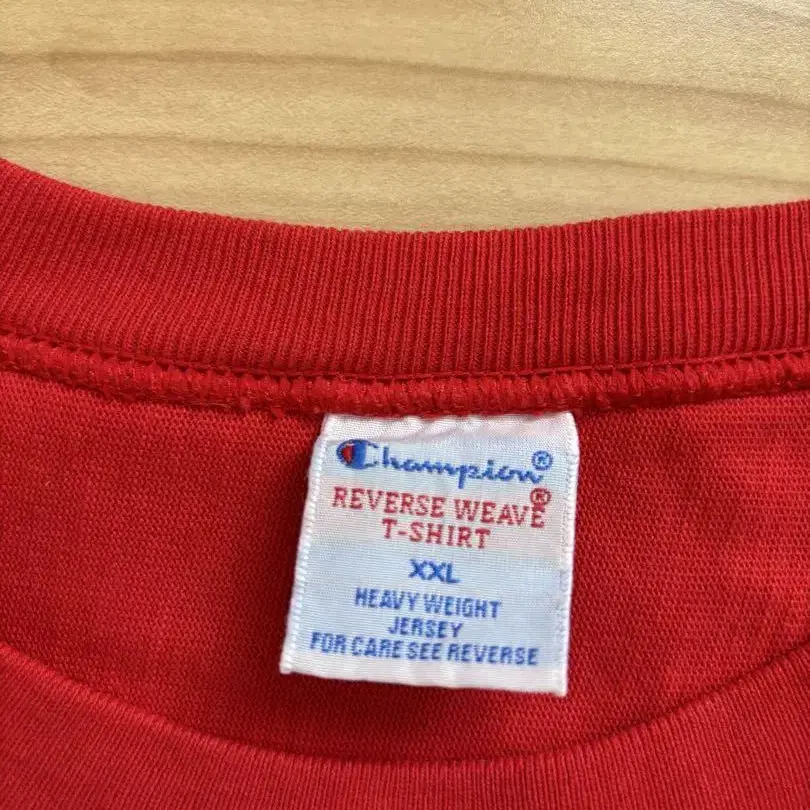 Champion®
REVERSE WEAVE®
T-SHIRT
XXL
HEAVY WEIGHT
JERSEY
FOR CARE SEE REVERSE